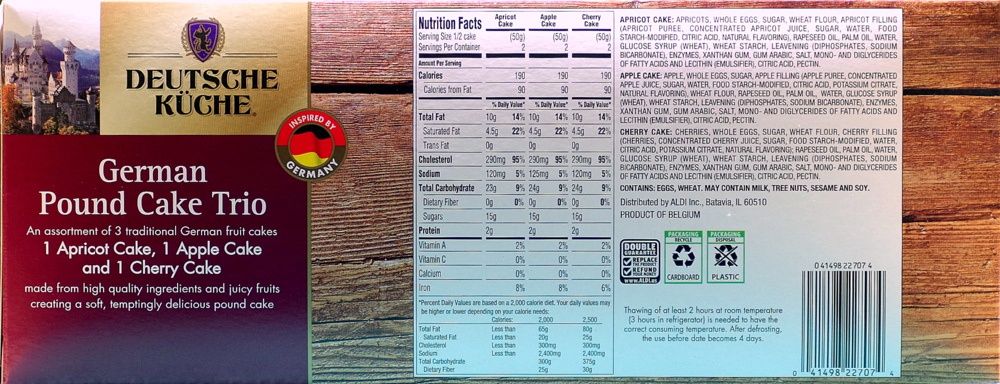 DEUTSCHE
KÜCHE
INSPIRED BY
GERMANY
German
Pound Cake Trio
An assortment of 3 traditional German fruit cakes
1 Apricot Cake, 1 Apple Cake
and 1 Cherry Cake
made from high quality ingredients and juicy fruits
creating a soft, temptingly delicious pound cake
Nutrition Facts Apricot Cake Apple Cake Cherry Cake
Serving Size 1/2 cake (50g) (50g) (50g)
Servings Per Container 2 2 2
Amount Per Serving
Calories 190 190 190
Calories from Fat 90 90 90
% Daily Value* % Daily Value* % Daily Value*
Total Fat 10g 14% 10g 14% 10g 14%
Saturated Fat 4.5g 22% 4.5g 22% 4.5g 22%
Trans Fat 0g 0g 0g
Cholesterol 290mg 95% 290mg 95% 290mg 95%
Sodium 120mg 5% 125mg 5% 120mg 5%
Total Carbohydrate 23g 9% 24g 9% 24g 9%
Dietary Fiber 0g 0% 0g 0% 0g 0%
Sugars 15g 15g 15g
Protein 2g 2g 2g
Vitamin A 2% 2% 2%
Vitamin C 0% 0% 0%
Calcium 0% 0% 0%
Iron 8% 8% 6%
*Percent Daily Values are based on a 2,000 calorie diet. Your daily values may
be higher or lower depending on your calorie needs:
Calories: 2,000 2,500
Total Fat Less than 65g 80g
Saturated Fat Less than 20g 25g
Cholesterol Less than 300mg 300mg
Sodium Less than 2,400mg 2,400mg
Total Carbohydrate 300g 375g
Dietary Fiber 25g 30g
APRICOT CAKE: APRICOTS, WHOLE EGGS, SUGAR, WHEAT FLOUR, APRICOT FILLING
(APRICOT PUREE, CONCENTRATED APRICOT JUICE, SUGAR, WATER, FOOD
STARCH-MODIFIED, CITRIC ACID, NATURAL FLAVORING), RAPESEED OIL, PALM OIL, WATER,
GLUCOSE SYRUP (WHEAT), WHEAT STARCH, LEAVENING (DIPHOSPHATES, SODIUM
BICARBONATE), ENZYMES, XANTHAN GUM, GUM ARABIC, SALT, MONO- AND DIGLYCERIDES
OF FATTY ACIDS AND LECITHIN (EMULSIFIER), CITRIC ACID, PECTIN.
APPLE CAKE: APPLE, WHOLE EGGS, SUGAR, APPLE FILLING (APPLE PUREE, CONCENTRATED
APPLE JUICE, SUGAR, WATER, FOOD STARCH-MODIFIED, CITRIC ACID, POTASSIUM CITRATE,
NATURAL FLAVORING), WHEAT FLOUR, RAPESEED OIL, PALM OIL, WATER, GLUCOSE SYRUP
(WHEAT), WHEAT STARCH, LEAVENING (DIPHOSPHATES, SODIUM BICARBONATE), ENZYMES,
XANTHAN GUM, GUM ARABIC, SALT, MONO- AND DIGLYCERIDES OF FATTY ACIDS AND
LECITHIN (EMULSIFIER), CITRIC ACID, PECTIN.
CHERRY CAKE: CHERRIES, WHOLE EGGS, SUGAR, WHEAT FLOUR, CHERRY FILLING
(CHERRIES, CONCENTRATED CHERRY JUICE, SUGAR, FOOD STARCH-MODIFIED, WATER,
CITRIC ACID, POTASSIUM CITRATE, NATURAL FLAVORING), RAPESEED OIL, PALM OIL, WATER,
GLUCOSE SYRUP (WHEAT), WHEAT STARCH, LEAVENING (DIPHOSPHATES, SODIUM
BICARBONATE), ENZYMES, XANTHAN GUM, GUM ARABIC, SALT, MONO- AND DIGLYCERIDES
OF FATTY ACIDS AND LECITHIN (EMULSIFIER), CITRIC ACID, PECTIN.
CONTAINS: EGGS, WHEAT. MAY CONTAIN MILK, TREE NUTS, SESAME AND SOY.
Distributed by ALDI Inc., Batavia, IL 60510
PRODUCT OF BELGIUM
DOUBLE
GUARANTEE
REPLACE
THE PRODUCT
REFUND
YOUR MONEY
www.ALDI.us
PACKAGING
RECYCLE
CARDBOARD
PACKAGING
DISPOSAL
PLASTIC
Thawing of at least 2 hours at room temperature
(3 hours in refrigerator) is needed to have the
correct consuming temperature. After defrosting,
the use before date becomes 4 days.
0 41498 22707 4
0 41498 22707 4